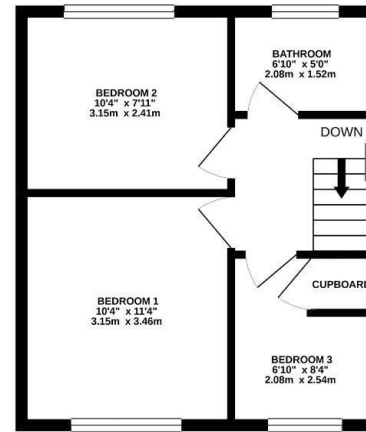 BEDROOM 2
10'4" x 7'11"
3.15m x 2.41m
BATHROOM
6'10" x 5'0"
2.08m x 1.52m
DOWN
BEDROOM 1
10'4" x 11'4"
3.15m x 3.46m
CUPBOARD
BEDROOM 3
6'10" x 8'4"
2.08m x 2.54m